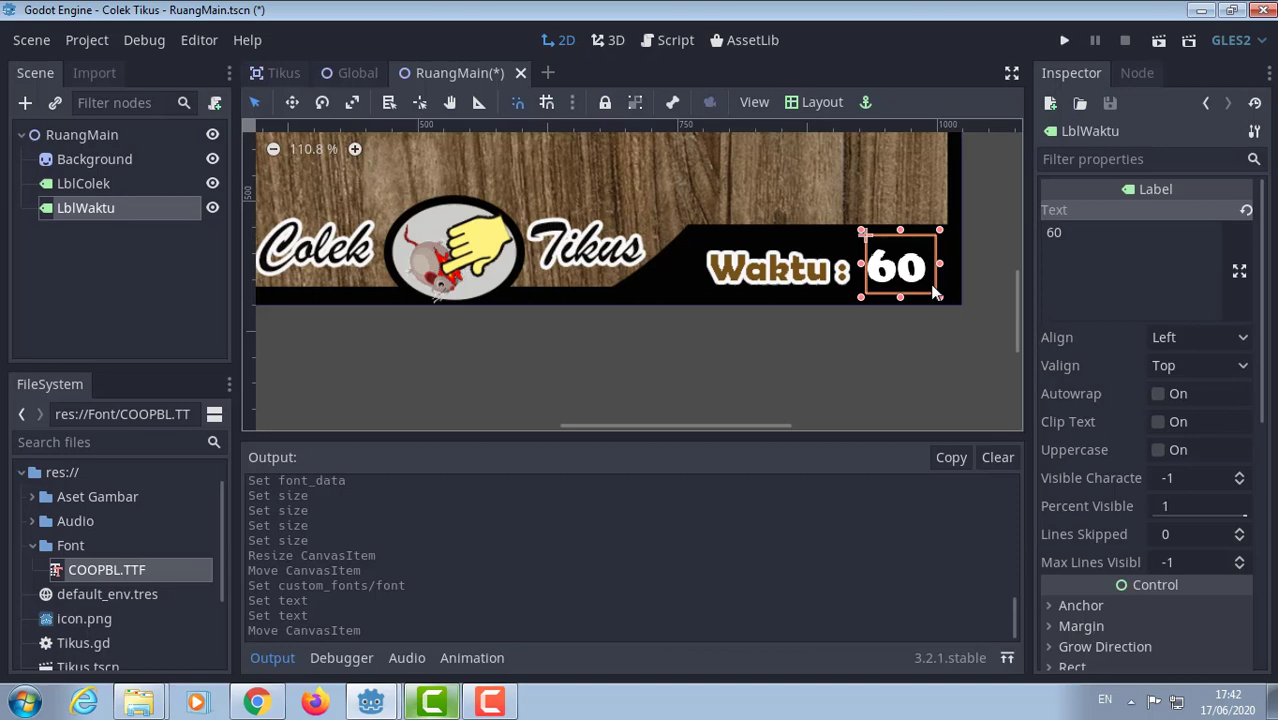 Godot Engine - Colek Tikus - RuangMain.tscn (*)
Scene Project Debug Editor Help
2D 3D Script AssetLib
GLES2
Scene Import
Tikus Global RuangMain(*)
Inspector Node
Filter nodes
View Layout
RuangMain
Background
LblColek
LblWaktu
500 750 1000
110.8 %
500
Colek Tikus
Waktu : 60
LblWaktu
Filter properties
Label
Text
60
Align Left
Valign Top
Autowrap On
Clip Text On
Uppercase On
Visible Characte -1
Percent Visible 1
Lines Skipped 0
Max Lines Visibl -1
Control
Anchor
Margin
Grow Direction
Rect
FileSystem
res://Font/COOPBL.TT
Search files
res://
Aset Gambar
Audio
Font
COOPBL.TTF
default_env.tres
icon.png
Tikus.gd
Tikus.tscn
Output:
Copy Clear
Set font_data
Set size
Set size
Set size
Set size
Resize CanvasItem
Move CanvasItem
Set custom_fonts/font
Set text
Set text
Move CanvasItem
Output Debugger Audio Animation
3.2.1.stable
EN
17:42
17/06/2020